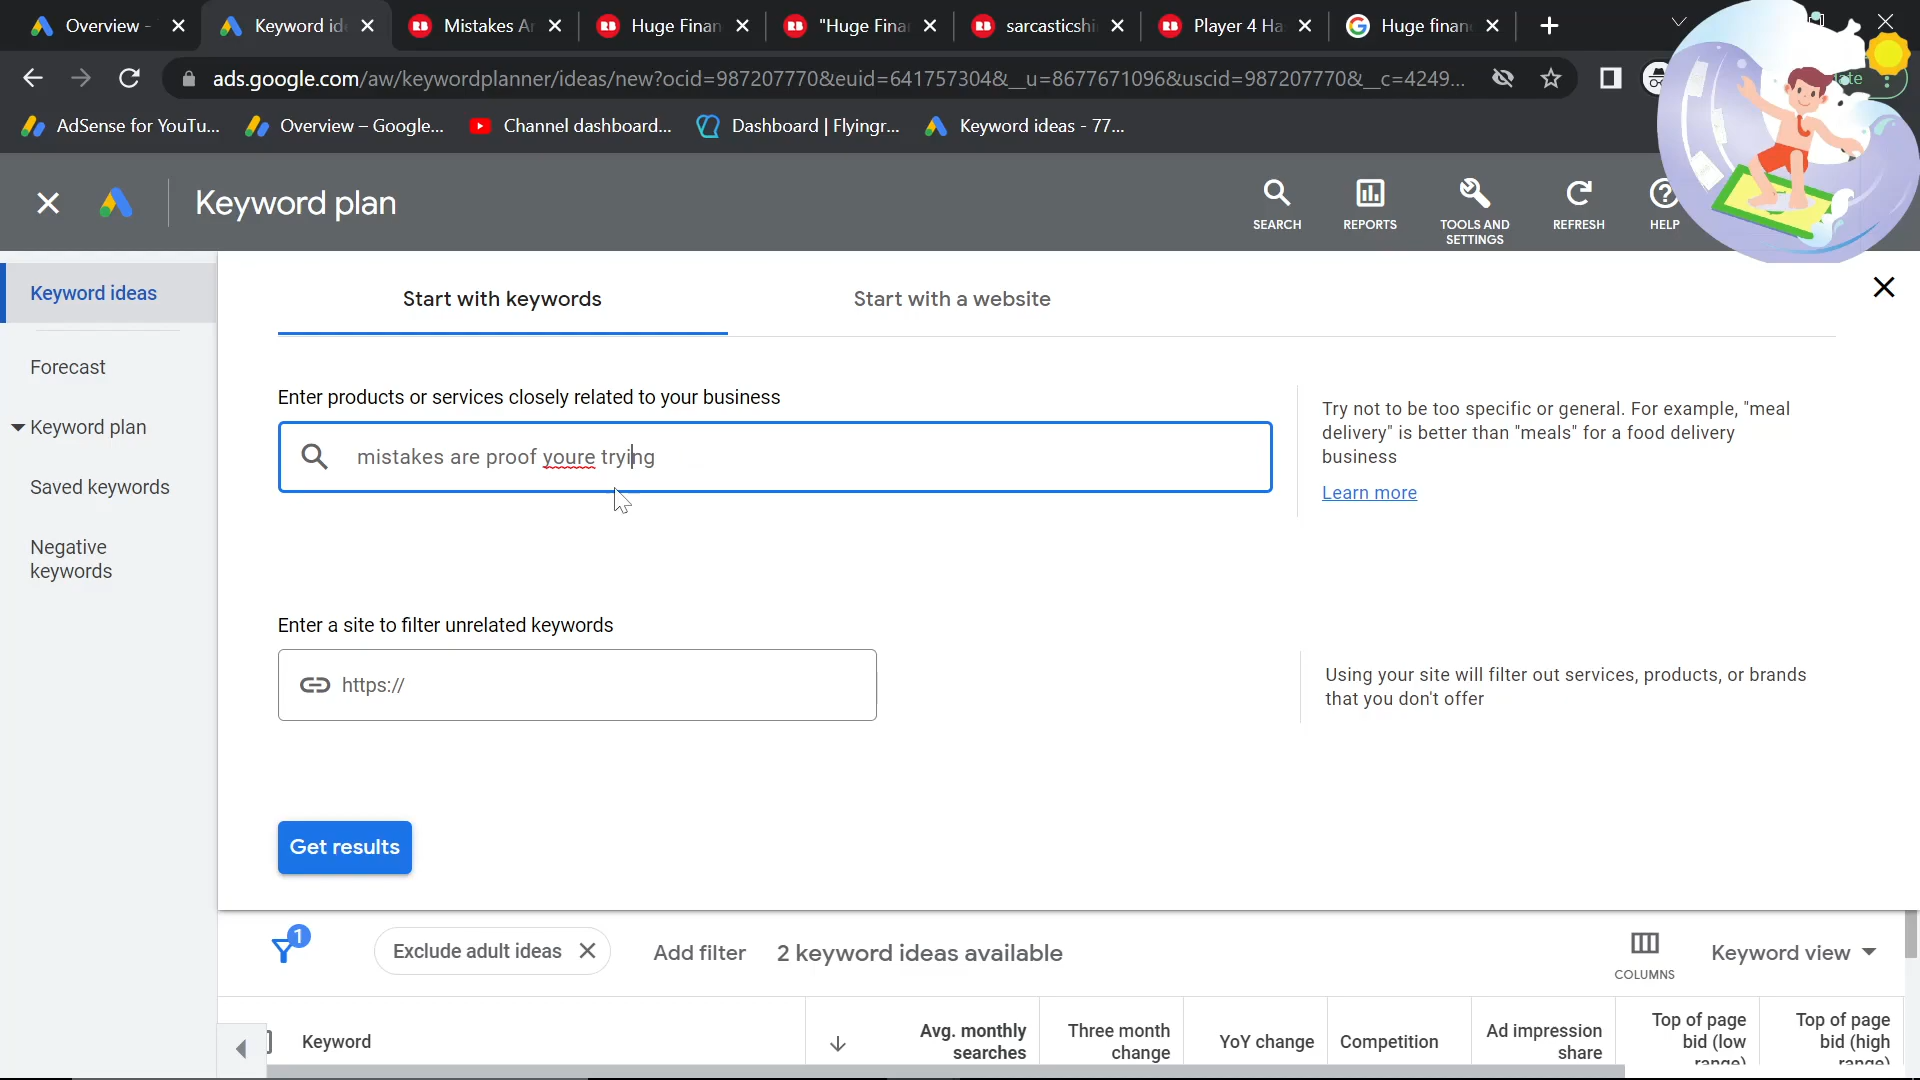 Overview -
Keyword ide
Mistakes Ar
Huge Finan
"Huge Finan
sarcasticshi
Player 4 Ha
Huge financ
ads.google.com/aw/keywordplanner/ideas/new?ocid=987207770&euid=641757304&__u=8677671096&uscid=987207770&__c=4249...
AdSense for YouTu...
Overview – Google...
Channel dashboard...
Dashboard | Flyingr...
Keyword ideas - 77...
Keyword plan
SEARCH
REPORTS
TOOLS AND
SETTINGS
REFRESH
HELP
Keyword ideas
Forecast
Keyword plan
Saved keywords
Negative
keywords
Start with keywords
Start with a website
Enter products or services closely related to your business
mistakes are proof youre trying
Try not to be too specific or general. For example, "meal
delivery" is better than "meals" for a food delivery
business
Learn more
Enter a site to filter unrelated keywords
https://
Using your site will filter out services, products, or brands
that you don't offer
Get results
1
Exclude adult ideas
Add filter
2 keyword ideas available
COLUMNS
Keyword view
Keyword
Avg. monthly
searches
Three month
change
YoY change
Competition
Ad impression
share
Top of page
bid (low
range)
Top of page
bid (high
range)